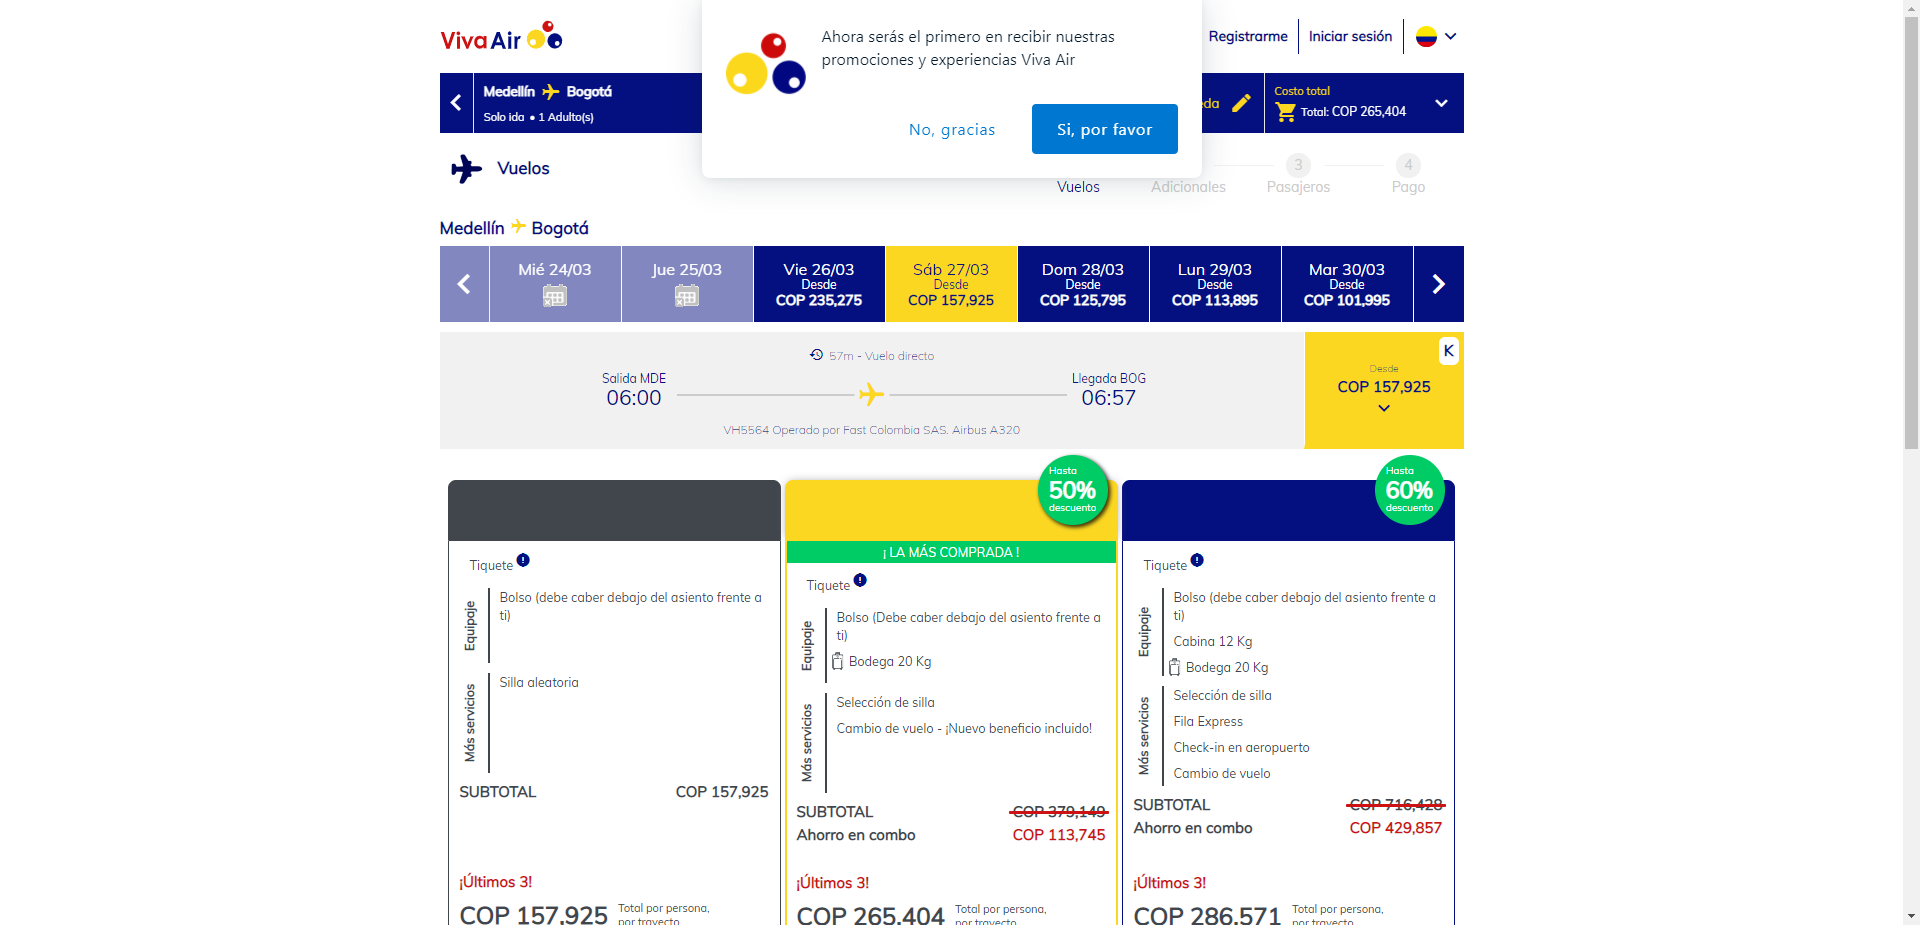 Viva Air
Ahora serás el primero en recibir nuestras
promociones y experiencias Viva Air
No, gracias
Si, por favor
Registrarme
Iniciar sesión
Medellín Bogotá
Solo ida • 1 Adulto(s)
Costo total
Total: COP 265,404
Vuelos
Vuelos
Adicionales
3
Pasajeros
4
Pago
Medellín Bogotá
Mié 24/03
Jue 25/03
Vie 26/03
Desde
COP 235,275
Sáb 27/03
Desde
COP 157,925
Dom 28/03
Desde
COP 125,795
Lun 29/03
Desde
COP 113,895
Mar 30/03
Desde
COP 101,995
57m - Vuelo directo
Salida MDE
06:00
Llegada BOG
06:57
VH5564 Operado por Fast Colombia SAS. Airbus A320
K
Desde
COP 157,925
Tiquete
Equipaje
Bolso (debe caber debajo del asiento frente a
ti)
Más servicios
Silla aleatoria
SUBTOTAL COP 157,925
¡Últimos 3!
COP 157,925 Total por persona,
por trayecto
Hasta
50%
descuento
¡ LA MÁS COMPRADA !
Tiquete
Equipaje
Bolso (Debe caber debajo del asiento frente a
ti)
Bodega 20 Kg
Más servicios
Selección de silla
Cambio de vuelo - ¡Nuevo beneficio incluido!
SUBTOTAL COP 379,149
Ahorro en combo COP 113,745
¡Últimos 3!
COP 265,404 Total por persona,
por trayecto
Hasta
60%
descuento
Tiquete
Equipaje
Bolso (debe caber debajo del asiento frente a
ti)
Cabina 12 Kg
Bodega 20 Kg
Más servicios
Selección de silla
Fila Express
Check-in en aeropuerto
Cambio de vuelo
SUBTOTAL COP 716,428
Ahorro en combo COP 429,857
¡Últimos 3!
COP 286,571 Total por persona,
por trayecto